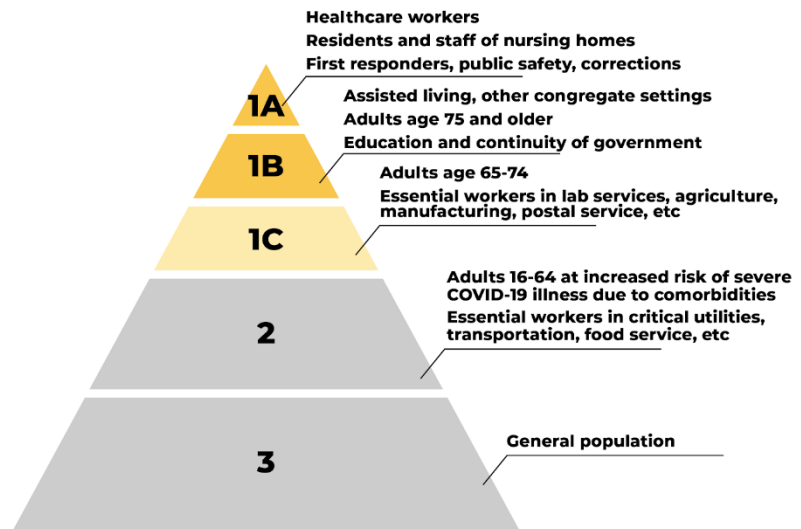 Healthcare workers
Residents and staff of nursing homes
First responders, public safety, corrections
1A
Assisted living, other congregate settings
Adults age 75 and older
Education and continuity of government
1B
Adults age 65-74
Essential workers in lab services, agriculture,
manufacturing, postal service, etc
1C
Adults 16-64 at increased risk of severe
COVID-19 illness due to comorbidities
Essential workers in critical utilities,
transportation, food service, etc
2
General population
3